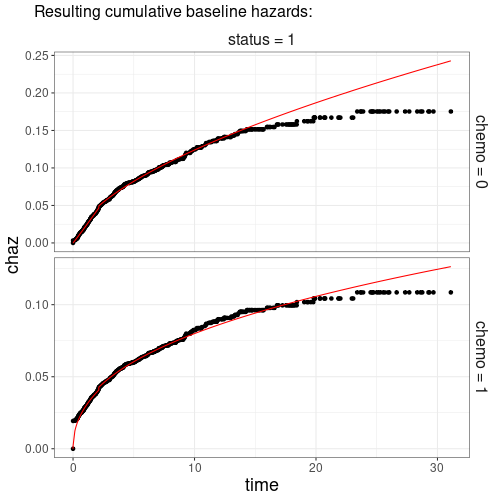 Resulting cumulative baseline hazards:
status = 1
0.25
0.20
0.15
0.10
0.05
0.00
chemo = 0
chaz
0.10
0.05
0.00
chemo = 1
0
10
20
30
time